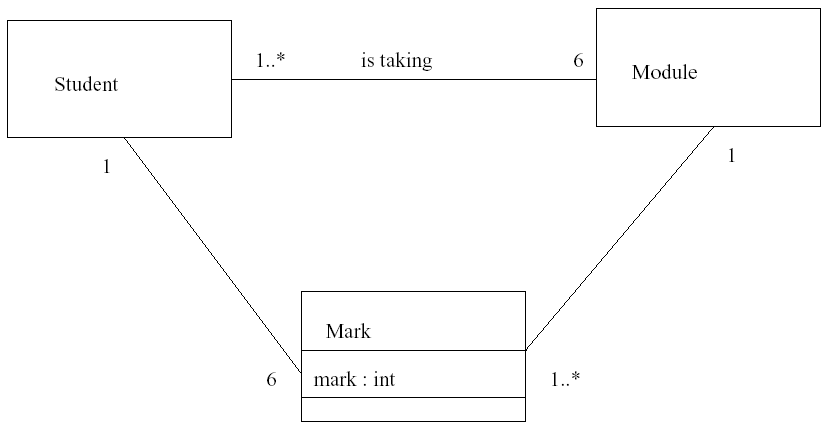 1..* is taking 6
Student
Module
1
1
Mark
6
mark : int
1..*